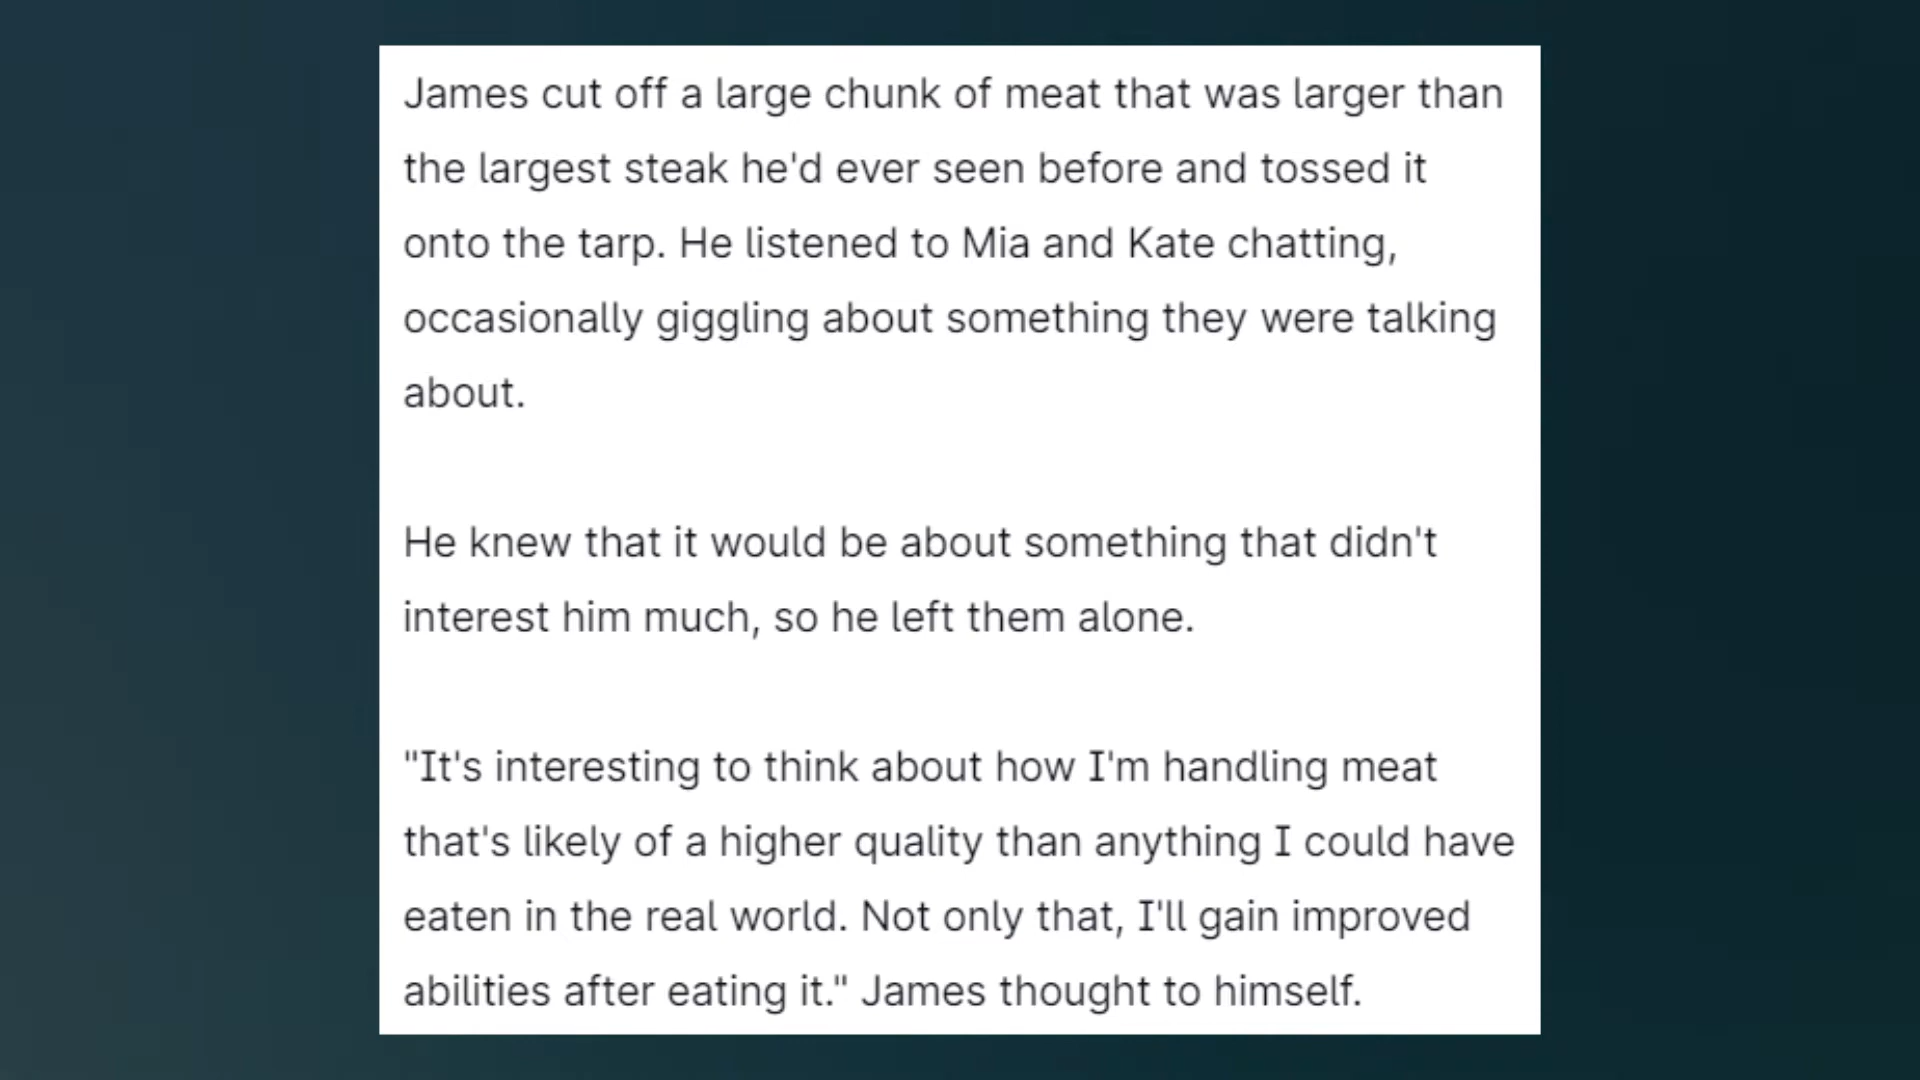 James cut off a large chunk of meat that was larger than
the largest steak he'd ever seen before and tossed it
onto the tarp. He listened to Mia and Kate chatting,
occasionally giggling about something they were talking
about.
He knew that it would be about something that didn't
interest him much, so he left them alone.
"It's interesting to think about how I'm handling meat
that's likely of a higher quality than anything I could have
eaten in the real world. Not only that, I'll gain improved
abilities after eating it." James thought to himself.